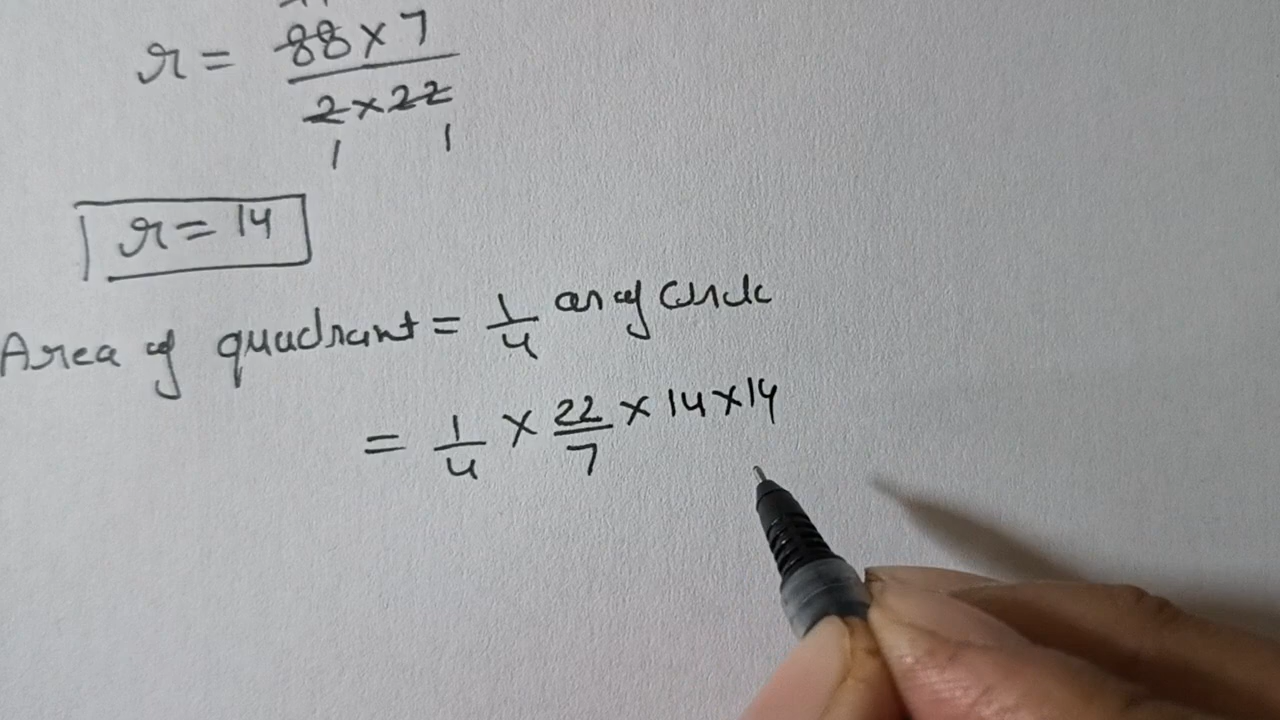 r = 88 × 7
2 × 22
1 1
r = 14
Area of quadrant = 1/4 ar of circle
= 1/4 × 22/7 × 14 × 14